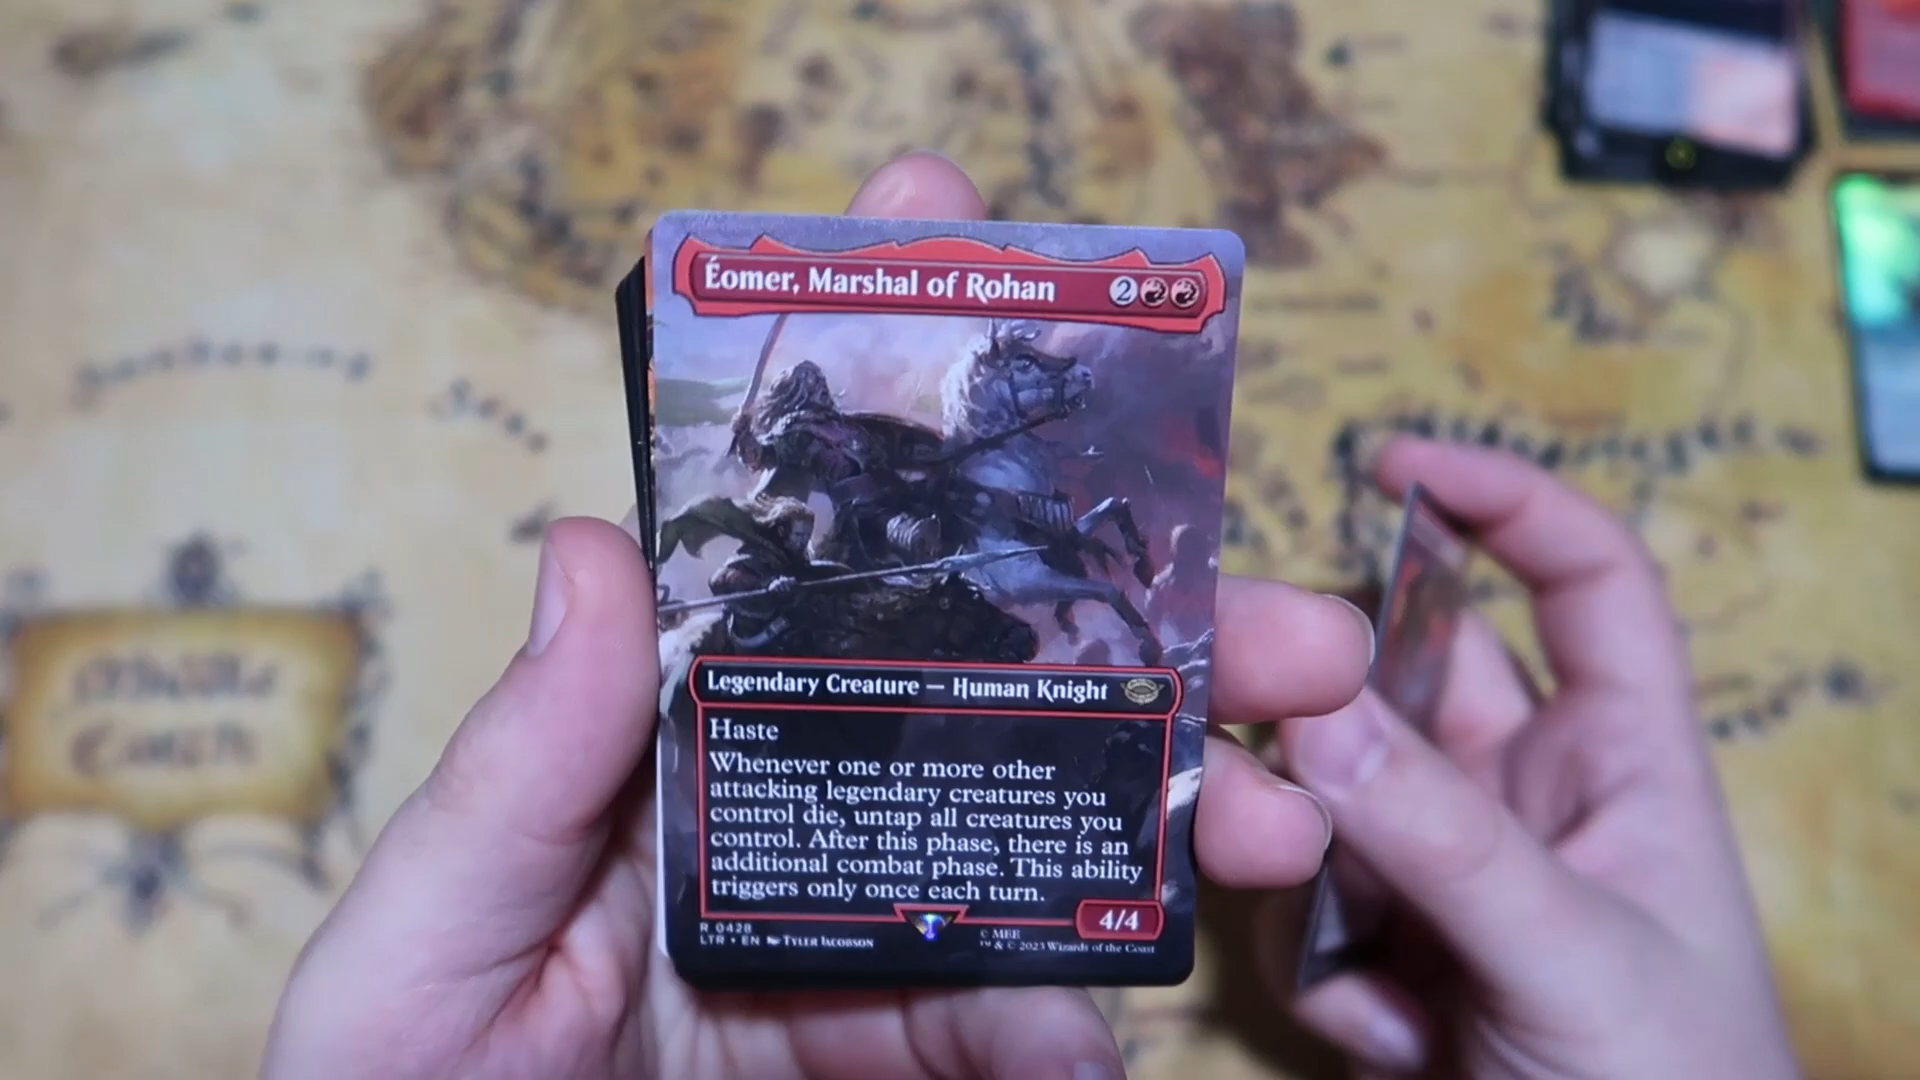 Éomer, Marshal of Rohan 2
Legendary Creature — Human Knight
Haste
Whenever one or more other
attacking legendary creatures you
control die, untap all creatures you
control. After this phase, there is an
additional combat phase. This ability
triggers only once each turn.
4/4
R 0428
LTR • EN Tyler Jacobson
© MEE
™ & © 2023 Wizards of the Coast